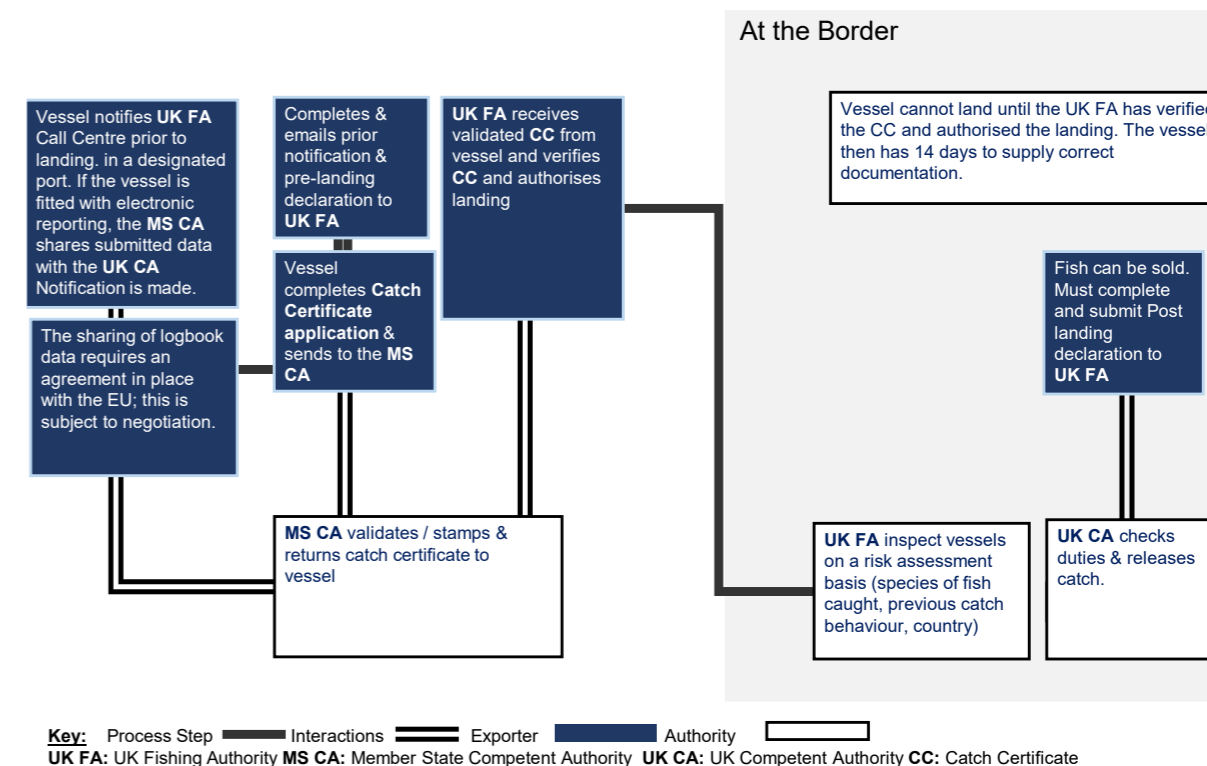 At the Border
Vessel notifies UK FA
Call Centre prior to
landing. in a designated
port. If the vessel is
fitted with electronic
reporting, the MS CA
shares submitted data
with the UK CA
Notification is made.
The sharing of logbook
data requires an
agreement in place
with the EU; this is
subject to negotiation.
Completes &
emails prior
notification &
pre-landing
declaration to
UK FA
Vessel
completes Catch
Certificate
application &
sends to the MS
CA
UK FA receives
validated CC from
vessel and verifies
CC and authorises
landing
MS CA validates / stamps &
returns catch certificate to
vessel
Vessel cannot land until the UK FA has verified
the CC and authorised the landing. The vessel
then has 14 days to supply correct
documentation.
Fish can be sold.
Must complete
and submit Post
landing
declaration to
UK FA
UK FA inspect vessels
on a risk assessment
basis (species of fish
caught, previous catch
behaviour, country)
UK CA checks
duties & releases
catch.
Key: Process Step Interactions Exporter Authority
UK FA: UK Fishing Authority MS CA: Member State Competent Authority UK CA: UK Competent Authority CC: Catch Certificate